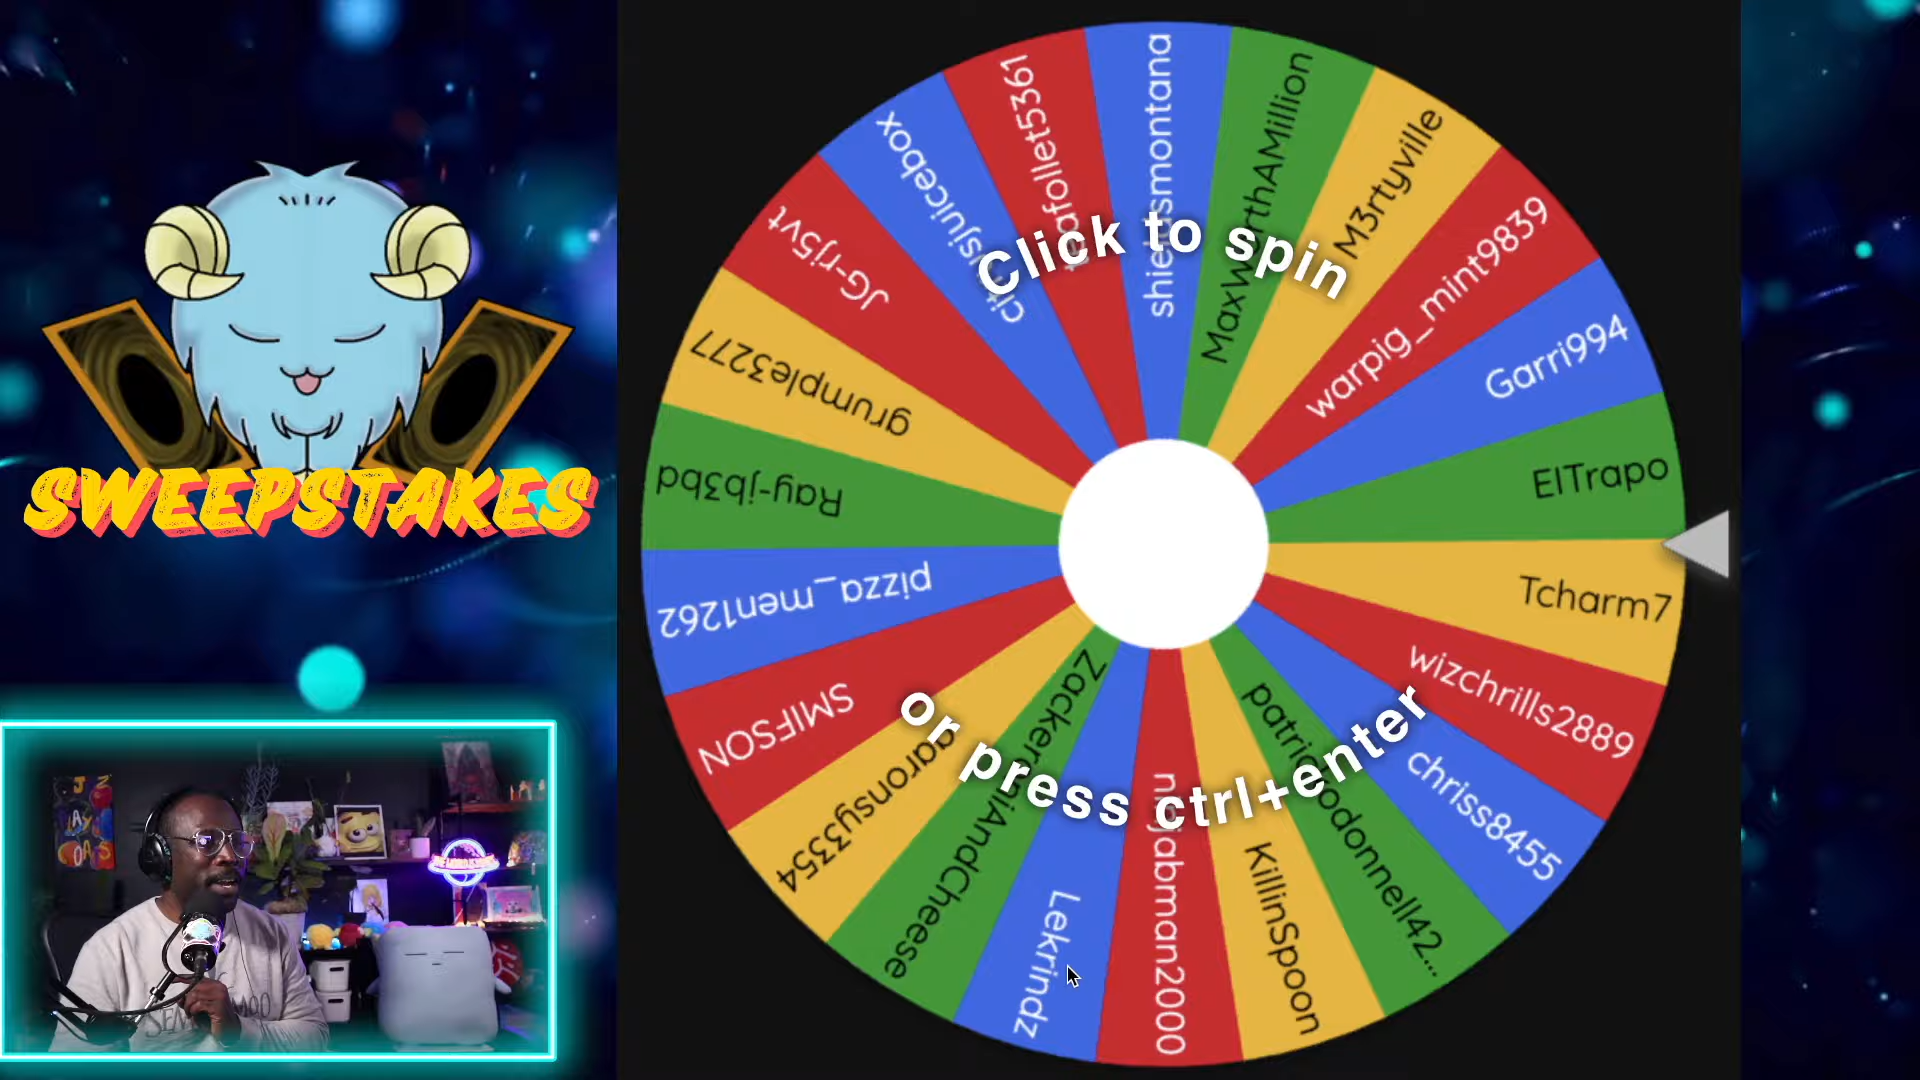 SWEEPSTAKES
Click to spin
or press ctrl+enter
shieldsmontana
MaxWorthAMillion
M3rtyville
warpig_mint9839
Garri994
ElTrapo
Tcharm7
wizchrills2889
chriss8455
KillinSpoon
Lekrindz
aaronsy3354
SMIFSON
pizza_men1262
Ray-jb3bd
grumple3277
JG-rj5vt